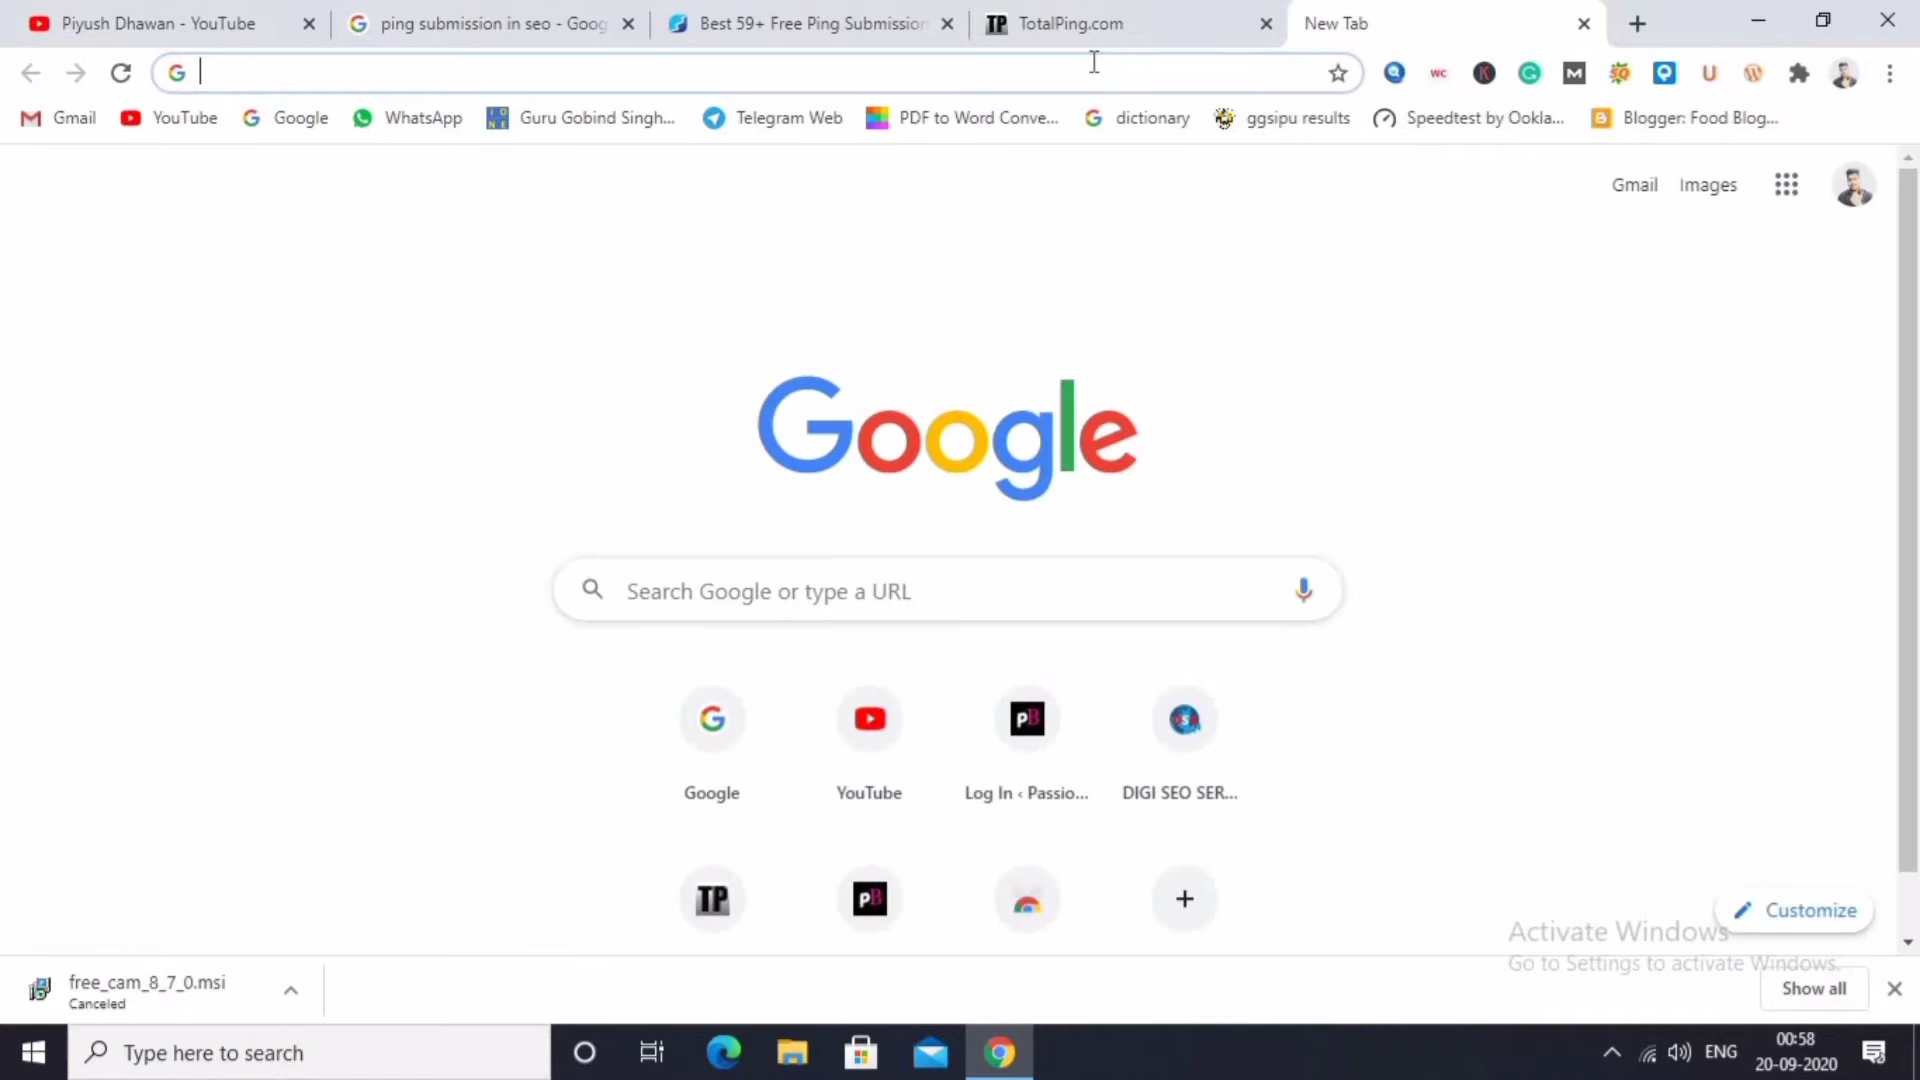 Piyush Dhawan - YouTube
ping submission in seo - Goog
Best 59+ Free Ping Submission
TP TotalPing.com
New Tab
Gmail
YouTube
Google
WhatsApp
Guru Gobind Singh...
Telegram Web
PDF to Word Conve...
dictionary
ggsipu results
Speedtest by Ookla...
Blogger: Food Blog...
Gmail Images
Google
Search Google or type a URL
Google
YouTube
Log In ‹ Passio...
DIGI SEO SER...
TP
pB
Customize
Activate Windows
Go to Settings to activate Windows.
free_cam_8_7_0.msi
Canceled
Show all
Type here to search
ENG
00:58
20-09-2020